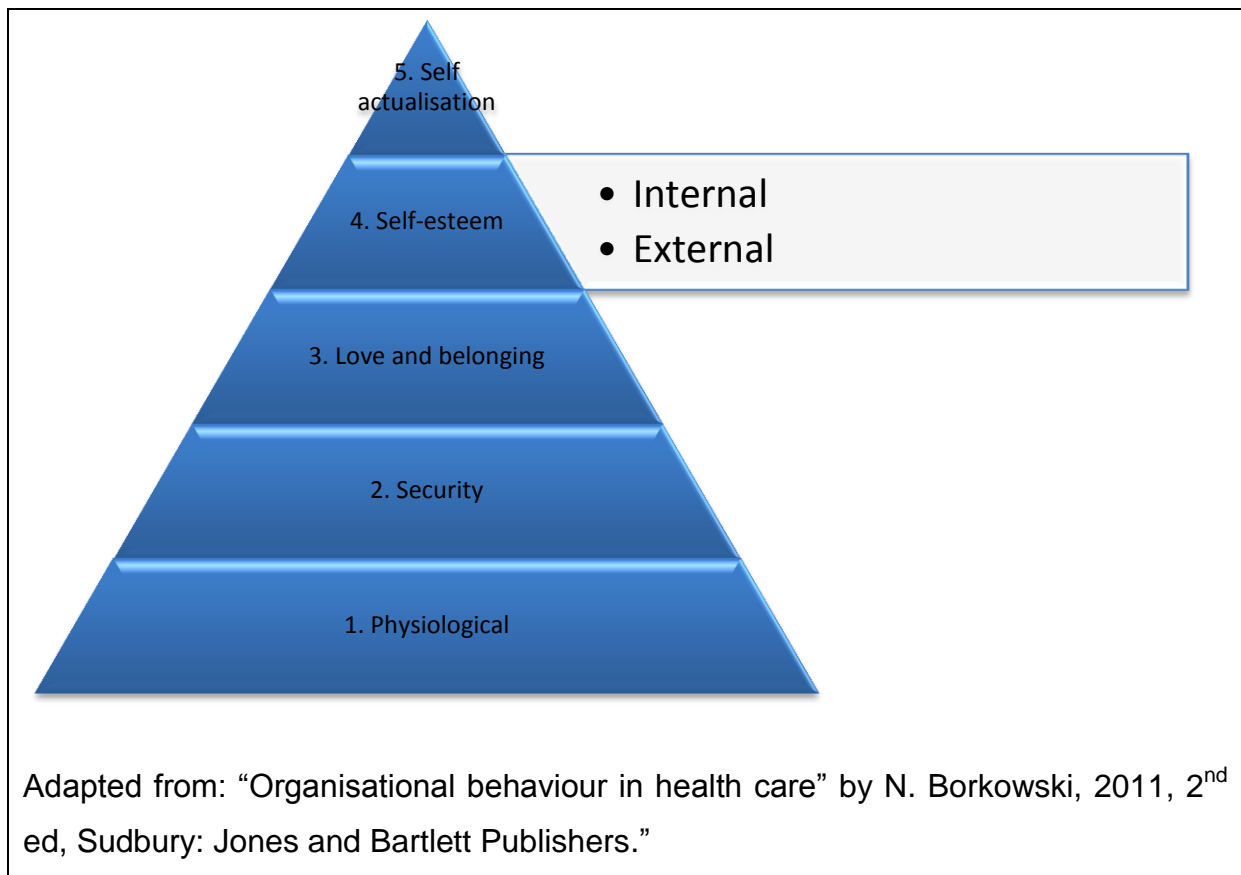 5. Self
actualisation
• Internal
• External
4. Self-esteem
3. Love and belonging
2. Security
1. Physiological
Adapted from: “Organisational behaviour in health care” by N. Borkowski, 2011, 2nd
ed, Sudbury: Jones and Bartlett Publishers.”